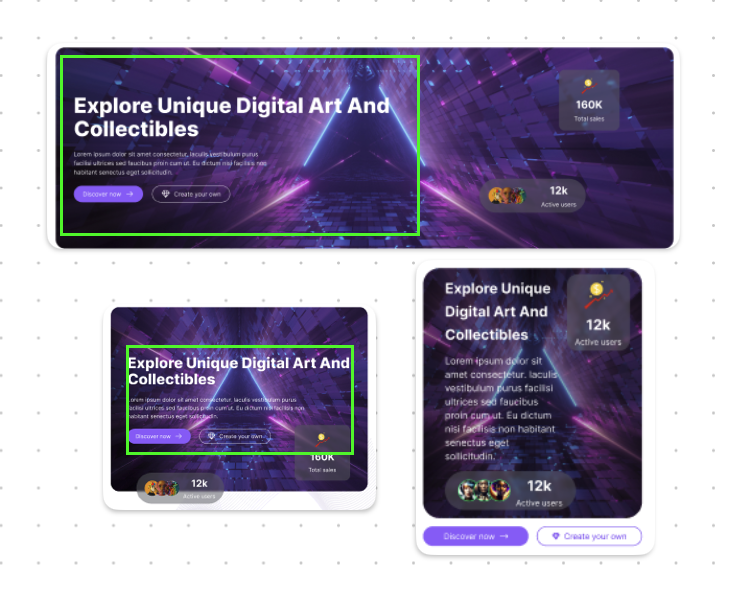 Explore Unique Digital Art And
Collectibles
Lorem ipsum dolor sit amet consectetur, iaculis vestibulum purus
facilisi ultrices sed faucibus proin cum ut. Eu dictum nisi facilisis non
habitant senectus eget sollicitudin.
Discover now →
Create your own
160K
Total sales
12k
Active users
Explore Unique Digital Art And
Collectibles
Lorem ipsum dolor sit amet consectetur, iaculis vestibulum purus
facilisi ultrices sed faucibus proin cum ut. Eu dictum nisi facilisis non
habitant senectus eget sollicitudin.
Discover now →
Create your own
160K
Total sales
12k
Active users
Explore Unique
Digital Art And
Collectibles
12k
Active users
Lorem ipsum dolor sit
amet consectetur, iaculis
vestibulum purus facilisi
ultrices sed faucibus
proin cum ut. Eu dictum
nisi facilisis non habitant
senectus eget
sollicitudin.
12k
Active users
Discover now →
Create your own